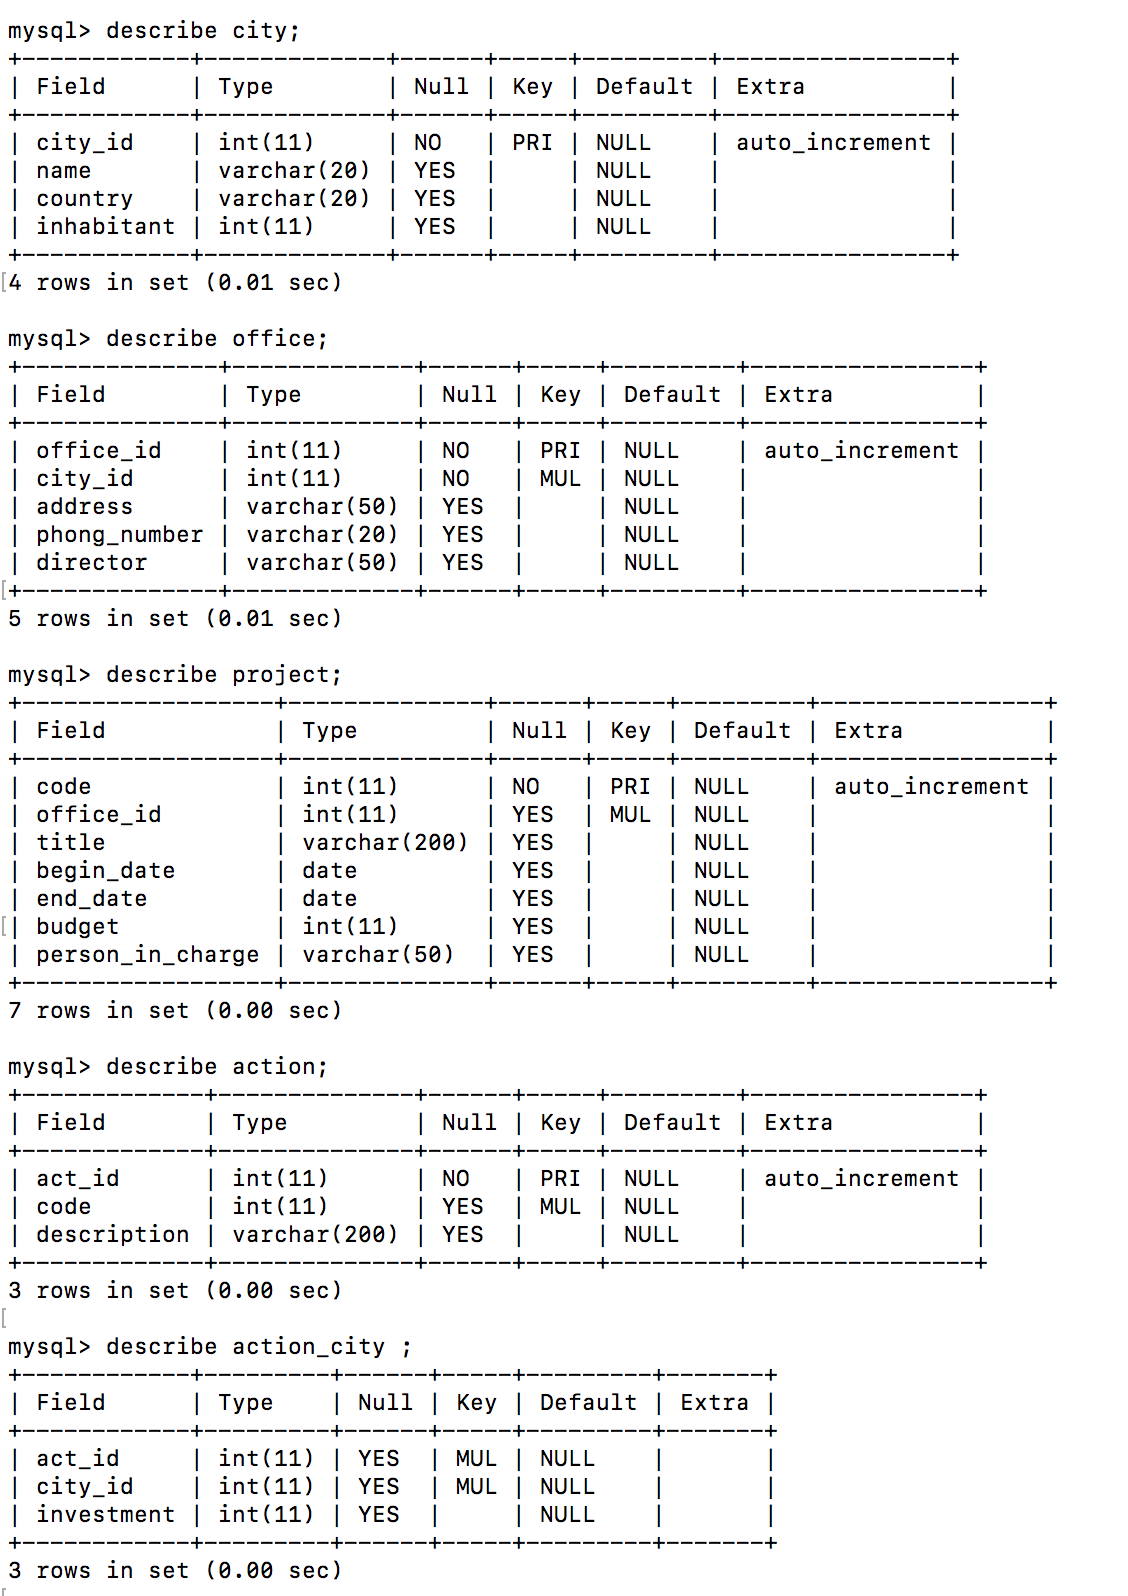 mysql> describe city;
+------------+-------------+------+-----+---------+----------------+
| Field      | Type        | Null | Key | Default | Extra          |
+------------+-------------+------+-----+---------+----------------+
| city_id    | int(11)     | NO   | PRI | NULL    | auto_increment |
| name       | varchar(20) | YES  |     | NULL    |                |
| country    | varchar(20) | YES  |     | NULL    |                |
| inhabitant | int(11)     | YES  |     | NULL    |                |
+------------+-------------+------+-----+---------+----------------+
[4 rows in set (0.01 sec)
mysql> describe office;
+--------------+-------------+------+-----+---------+----------------+
| Field        | Type        | Null | Key | Default | Extra          |
+--------------+-------------+------+-----+---------+----------------+
| office_id    | int(11)     | NO   | PRI | NULL    | auto_increment |
| city_id      | int(11)     | NO   | MUL | NULL    |                |
| address      | varchar(50) | YES  |     | NULL    |                |
| phong_number | varchar(20) | YES  |     | NULL    |                |
| director     | varchar(50) | YES  |     | NULL    |                |
[+--------------+-------------+------+-----+---------+----------------+
5 rows in set (0.01 sec)
mysql> describe project;
+------------------+--------------+------+-----+---------+----------------+
| Field            | Type         | Null | Key | Default | Extra          |
+------------------+--------------+------+-----+---------+----------------+
| code             | int(11)      | NO   | PRI | NULL    | auto_increment |
| office_id        | int(11)      | YES  | MUL | NULL    |                |
| title            | varchar(200) | YES  |     | NULL    |                |
| begin_date       | date         | YES  |     | NULL    |                |
| end_date         | date         | YES  |     | NULL    |                |
[| budget           | int(11)      | YES  |     | NULL    |                |
| person_in_charge | varchar(50)  | YES  |     | NULL    |                |
+------------------+--------------+------+-----+---------+----------------+
7 rows in set (0.00 sec)
mysql> describe action;
+-------------+--------------+------+-----+---------+----------------+
| Field       | Type         | Null | Key | Default | Extra          |
+-------------+--------------+------+-----+---------+----------------+
| act_id      | int(11)      | NO   | PRI | NULL    | auto_increment |
| code        | int(11)      | YES  | MUL | NULL    |                |
| description | varchar(200) | YES  |     | NULL    |                |
+-------------+--------------+------+-----+---------+----------------+
3 rows in set (0.00 sec)
[
mysql> describe action_city ;
+------------+---------+------+-----+---------+-------+
| Field      | Type    | Null | Key | Default | Extra |
+------------+---------+------+-----+---------+-------+
| act_id     | int(11) | YES  | MUL | NULL    |       |
| city_id    | int(11) | YES  | MUL | NULL    |       |
| investment | int(11) | YES  |     | NULL    |       |
+------------+---------+------+-----+---------+-------+
3 rows in set (0.00 sec)